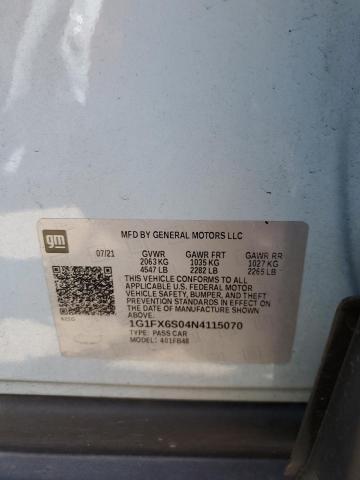 gm
MFD BY GENERAL MOTORS LLC
07/21 GVWR GAWR FRT GAWR RR
2063 KG 1035 KG 1027 KG
4547 LB 2282 LB 2265 LB
THIS VEHICLE CONFORMS TO ALL
APPLICABLE U.S. FEDERAL MOTOR
VEHICLE SAFETY, BUMPER, AND THEFT
PREVENTION STANDARDS IN EFFECT ON
THE DATE OF MANUFACTURE SHOWN
ABOVE.
1G1FX6S04N4115070
TYPE: PASS CAR
MODEL: 401FB48